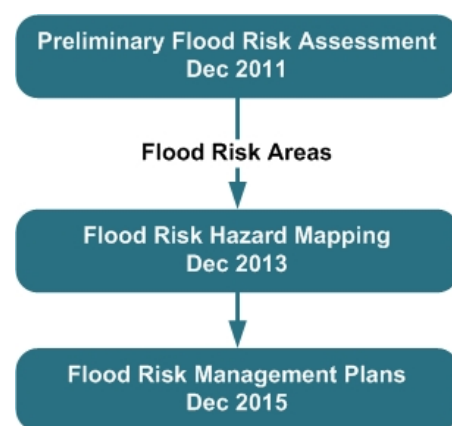 Preliminary Flood Risk Assessment
Dec 2011
Flood Risk Areas
Flood Risk Hazard Mapping
Dec 2013
Flood Risk Management Plans
Dec 2015